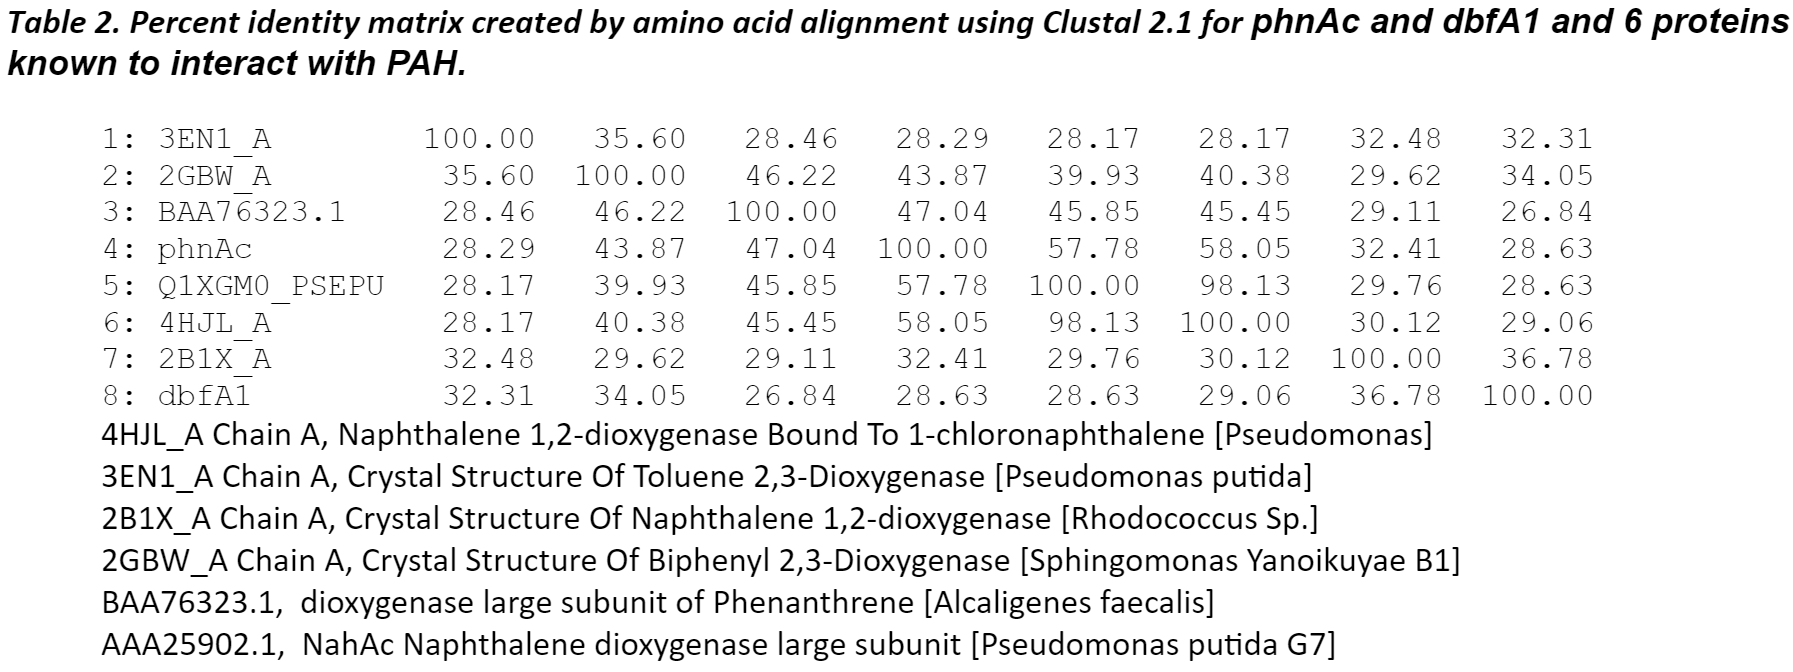 Table 2. Percent identity matrix created by amino acid alignment using Clustal 2.1 for phnAc and dbfA1 and 6 proteins
known to interact with PAH.
1: 3EN1_A 100.00 35.60 28.46 28.29 28.17 28.17 32.48 32.31
2: 2GBW_A 35.60 100.00 46.22 43.87 39.93 40.38 29.62 34.05
3: BAA76323.1 28.46 46.22 100.00 47.04 45.85 45.45 29.11 26.84
4: phnAc 28.29 43.87 47.04 100.00 57.78 58.05 32.41 28.63
5: Q1XGM0_PSEPU 28.17 39.93 45.85 57.78 100.00 98.13 29.76 28.63
6: 4HJL_A 28.17 40.38 45.45 58.05 98.13 100.00 30.12 29.06
7: 2B1X_A 32.48 29.62 29.11 32.41 29.76 30.12 100.00 36.78
8: dbfA1 32.31 34.05 26.84 28.63 28.63 29.06 36.78 100.00
4HJL_A Chain A, Naphthalene 1,2-dioxygenase Bound To 1-chloronaphthalene [Pseudomonas]
3EN1_A Chain A, Crystal Structure Of Toluene 2,3-Dioxygenase [Pseudomonas putida]
2B1X_A Chain A, Crystal Structure Of Naphthalene 1,2-dioxygenase [Rhodococcus Sp.]
2GBW_A Chain A, Crystal Structure Of Biphenyl 2,3-Dioxygenase [Sphingomonas Yanoikuyae B1]
BAA76323.1, dioxygenase large subunit of Phenanthrene [Alcaligenes faecalis]
AAA25902.1, NahAc Naphthalene dioxygenase large subunit [Pseudomonas putida G7]